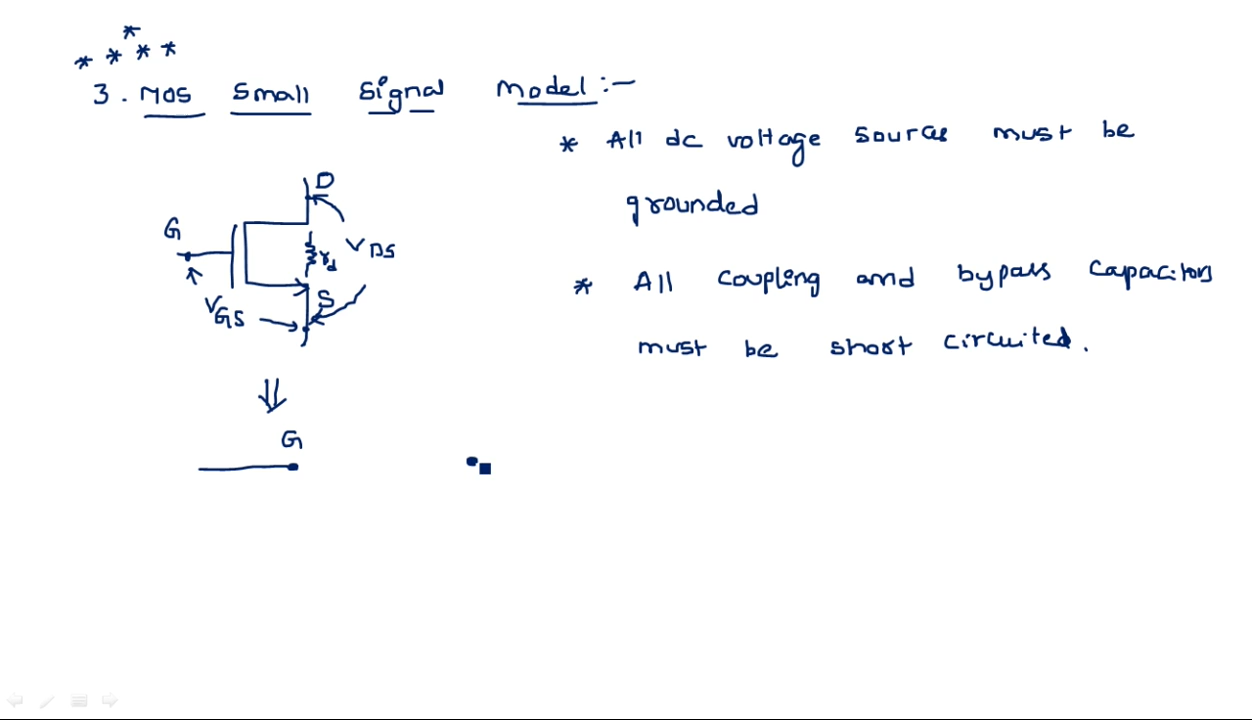 * * * * *
3. MOS Small Signal Model :-
* All dc voltage sources must be
grounded
* All coupling and bypass capacitors
must be short circuited.
D
G
rd
VDS
S
VGS
G